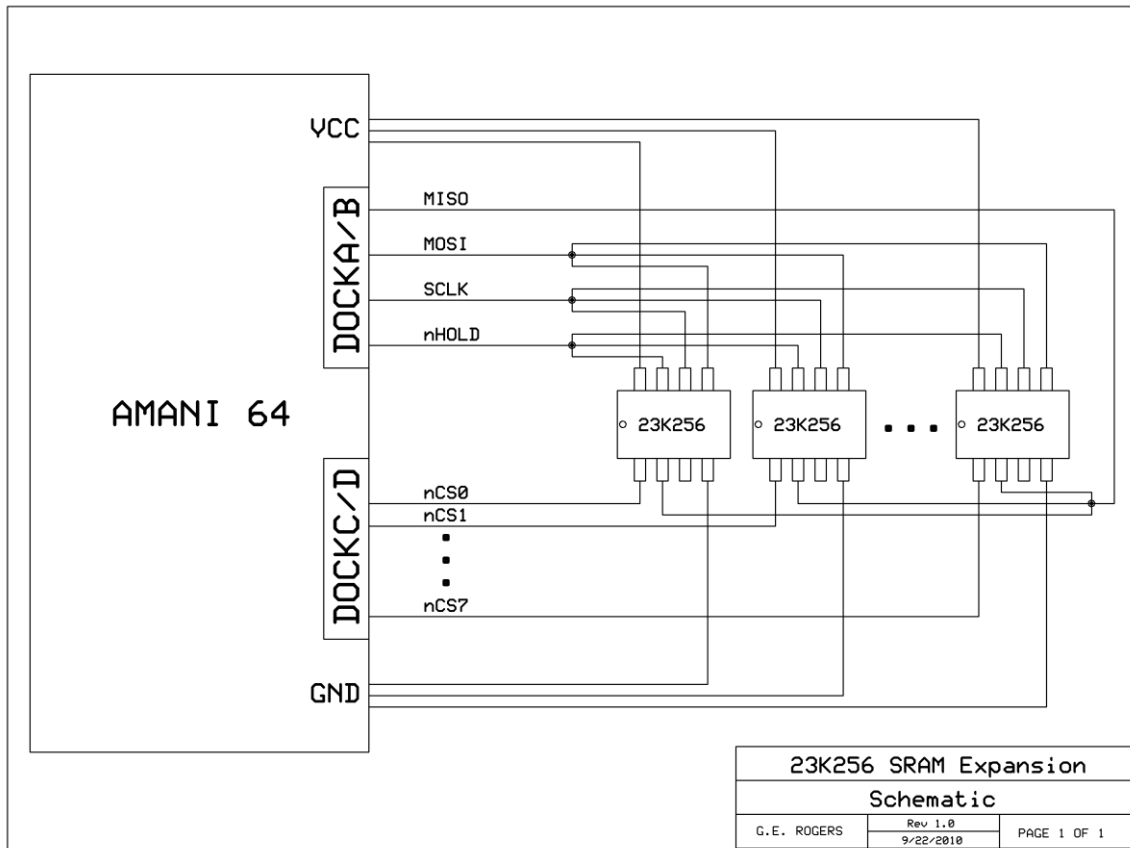 VCC
MISO
MOSI
SCLK
nHOLD
DOCKA/B
AMANI 64
23K256
23K256
23K256
DOCKC/D
nCS0
nCS1
nCS7
GND
23K256 SRAM Expansion
Schematic
G.E. ROGERS
Rev 1.0
9/22/2010
PAGE 1 OF 1